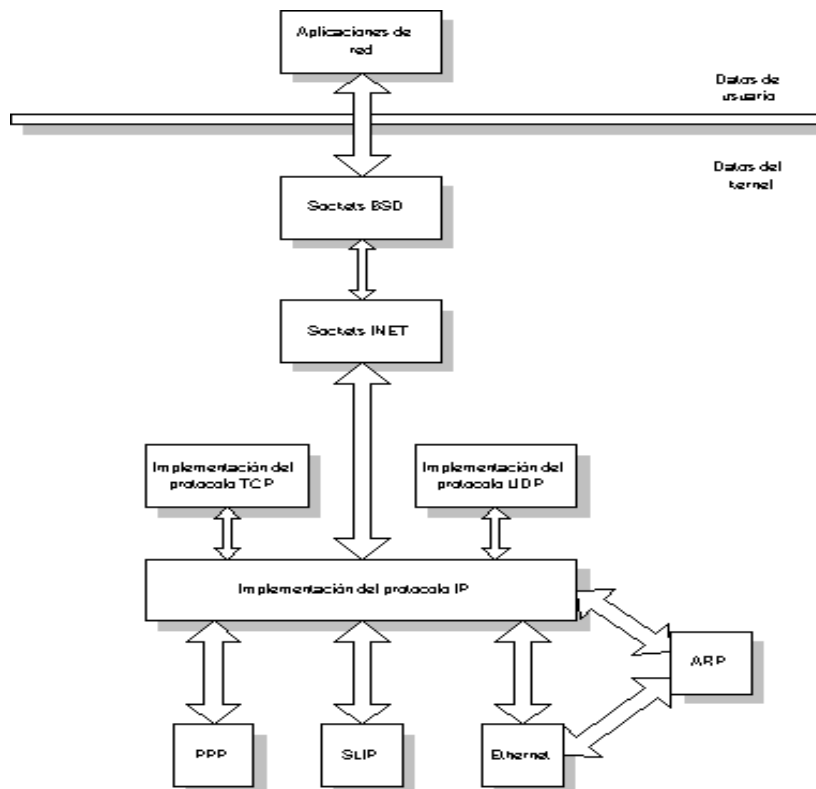 Aplicaciones de
red
Datos de
usuario
Datos del
kernel
Sockets BSD
Sockets INET
Implementación del
protocolo TCP
Implementación del
protocolo UDP
Implementación del protocolo IP
ARP
PPP
SLIP
Ethernet